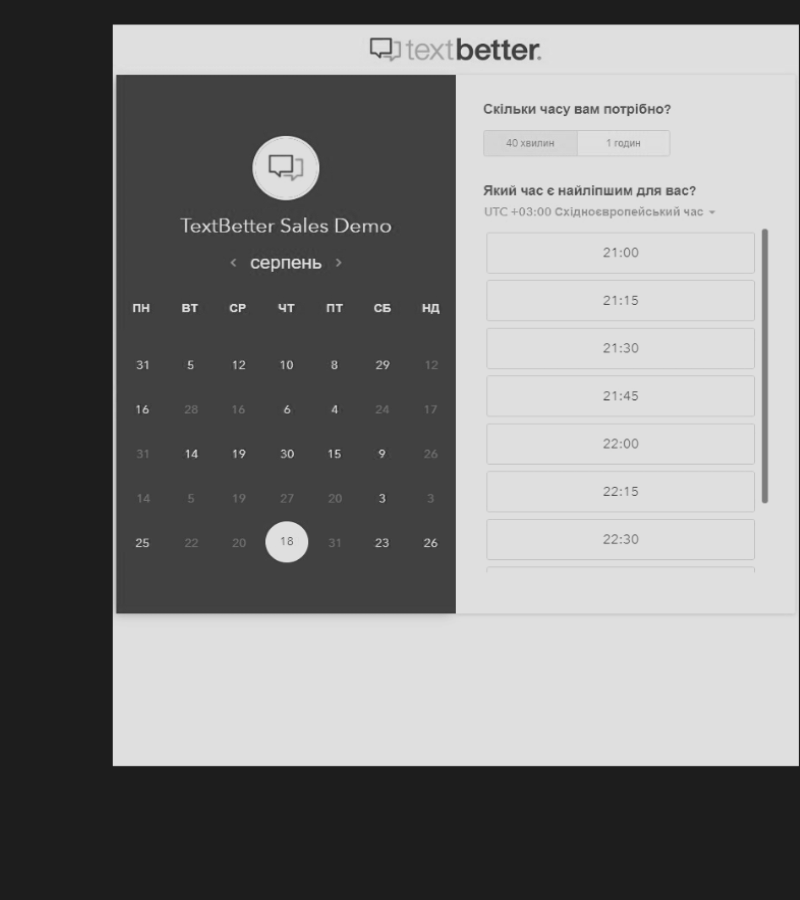 textbetter.
TextBetter Sales Demo
‹ серпень ›
ПН ВТ СР ЧТ ПТ СБ НД
31 5 12 10 8 29 12
16 28 16 6 4 24 17
31 14 19 30 15 9 26
14 5 19 27 20 3 3
25 22 20 18 31 23 26
Скільки часу вам потрібно?
40 хвилин 1 годин
Який час є найліпшим для вас?
UTC +03:00 Східноєвропейський час
21:00
21:15
21:30
21:45
22:00
22:15
22:30